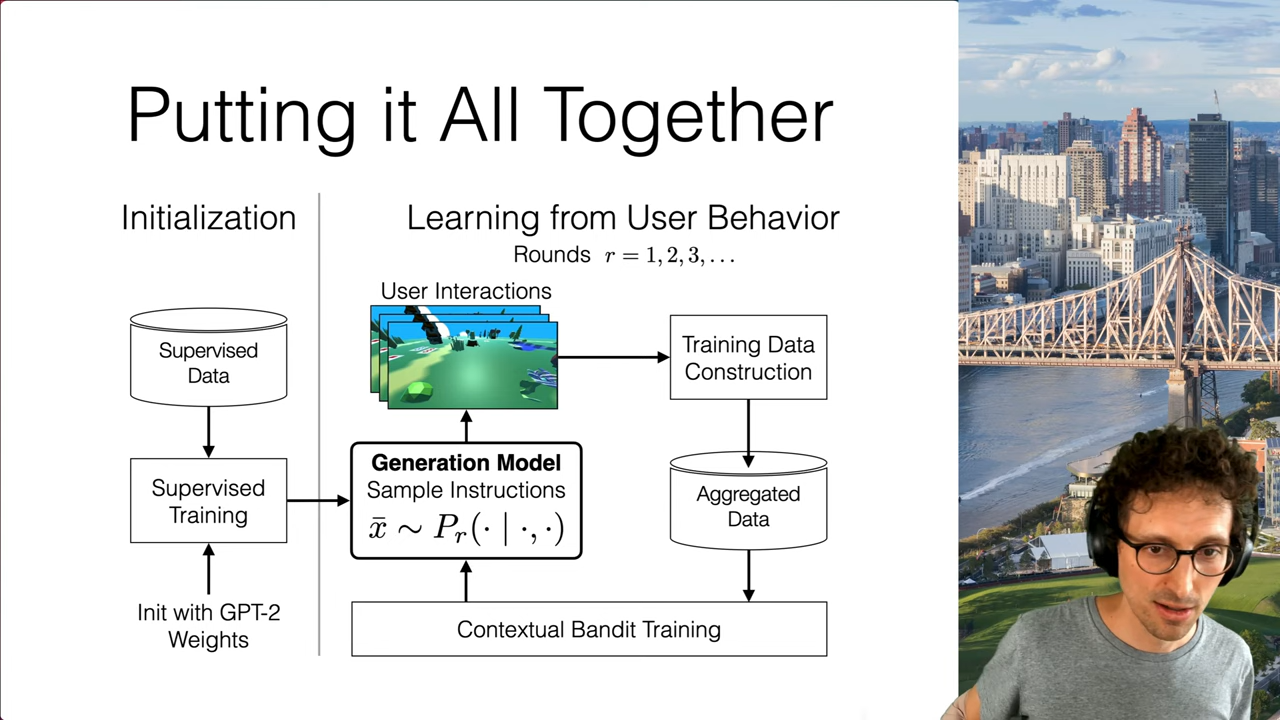 Putting it All Together
Initialization
Learning from User Behavior
Rounds r = 1, 2, 3, . . .
Supervised
Data
Supervised
Training
Init with GPT-2
Weights
User Interactions
Generation Model
Sample Instructions
x̄ ∼ Pᵣ(· | ·, ·)
Training Data
Construction
Aggregated
Data
Contextual Bandit Training